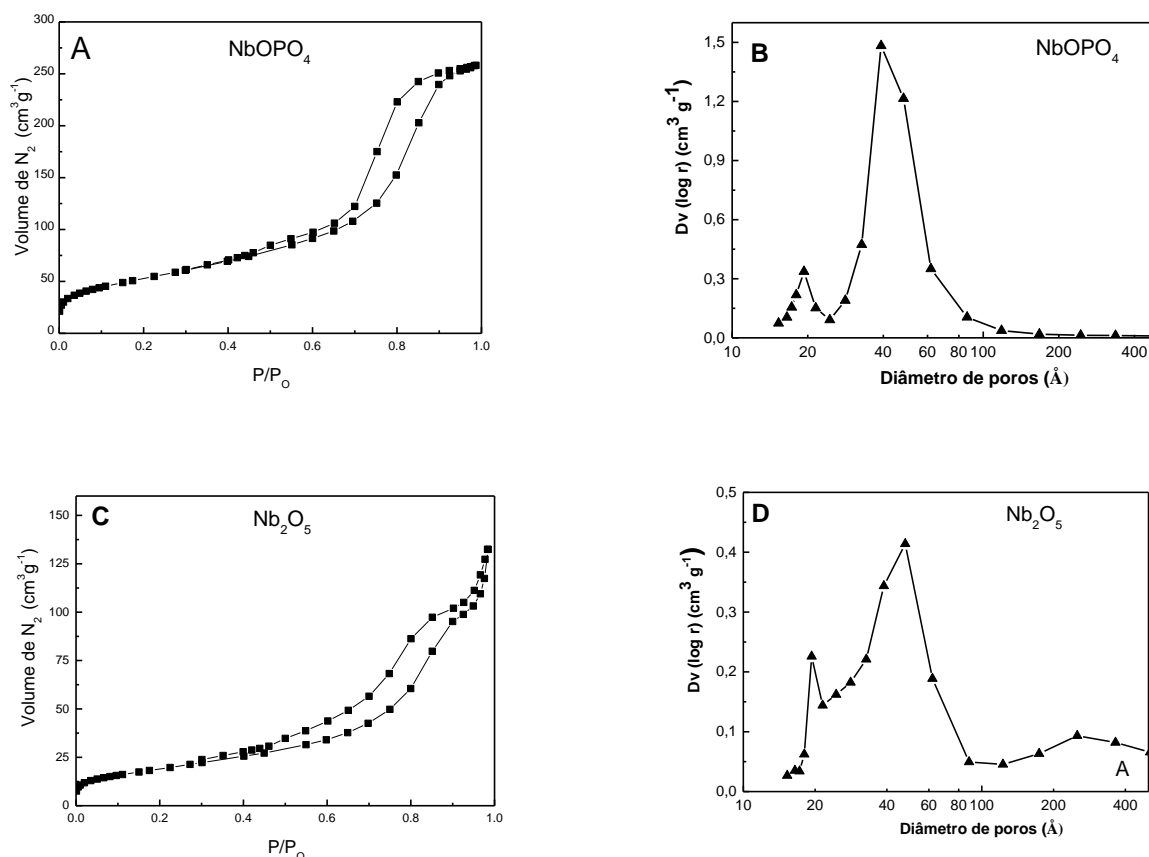 A
NbOPO4
Volume de N2 (cm3g-1)
300
250
200
150
100
50
0
0.0 0.2 0.4 0.6 0.8 1.0
P/PO
B
NbOPO4
Dv (log r) (cm3 g-1)
1,5
1,2
0,9
0,6
0,3
0,0
10 20 40 60 80 100 400
Diâmetro de poros (Å)
C
Nb2O5
Volume de N2 (cm3g-1)
150
125
100
75
50
25
0
0.0 0.2 0.4 0.6 0.8 1.0
P/PO
D
Nb2O5
Dv (log r) (cm3 g-1)
0,5
0,4
0,3
0,2
0,1
0,0
A
10 20 40 60 80 100 200 400
Diâmetro de poros (Å)